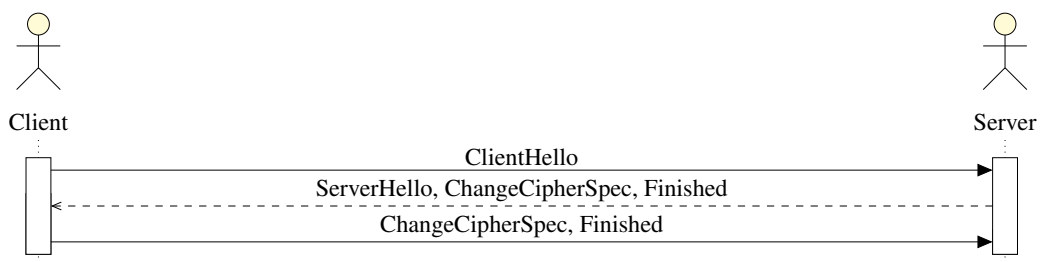 Client
Server
ClientHello
ServerHello, ChangeCipherSpec, Finished
ChangeCipherSpec, Finished